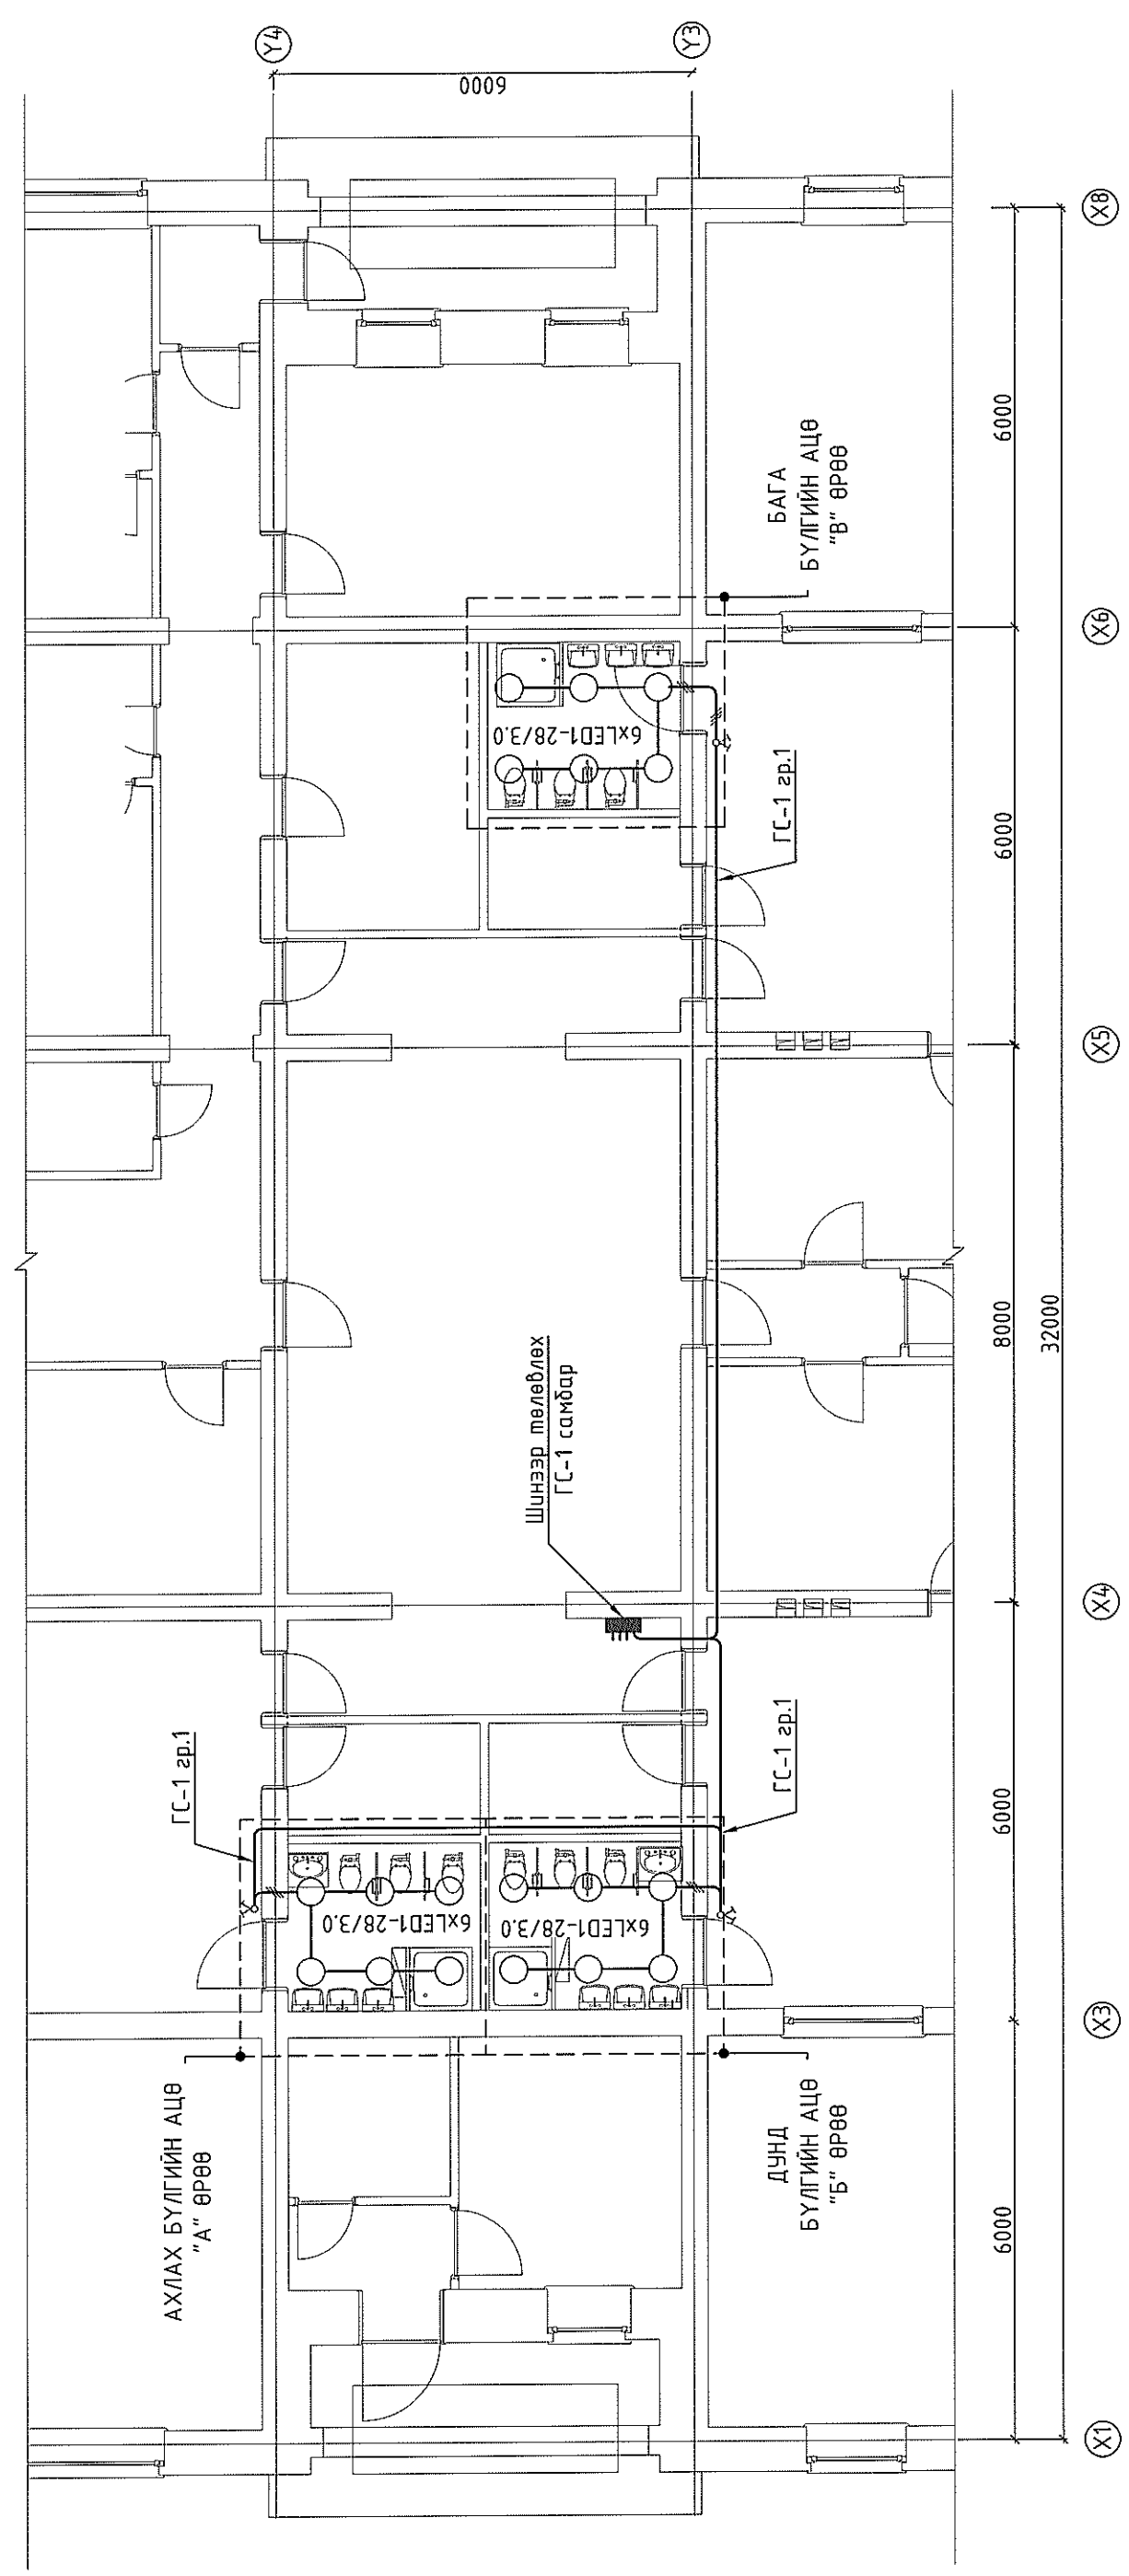 АХЛАХ БҮЛГИЙН АЦӨ
"А" ӨРӨӨ
ГС-1 гр.1
6xLED1-28/3.0
6xLED1-28/3.0
ДУНД
БҮЛГИЙН АЦӨ
"Б" ӨРӨӨ
ГС-1 гр.1
Шинээр төлөвлөх
ГС-1 самбар
6xLED1-28/3.0
ГС-1 гр.1
БАГА
БҮЛГИЙН АЦӨ
"В" ӨРӨӨ
6000
Y4
Y3
6000
6000
8000
6000
6000
32000
X1
X3
X4
X5
X6
X8